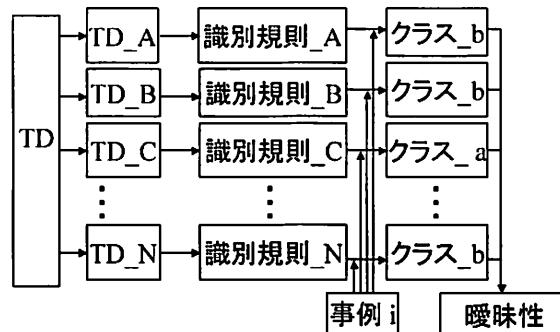 TD_A 識別規則_A クラス_b
TD_B 識別規則_B クラス_b
TD
TD_C 識別規則_C クラス_a
⋮ ⋮ ⋮
TD_N 識別規則_N クラス_b
事例 i 曖昧性